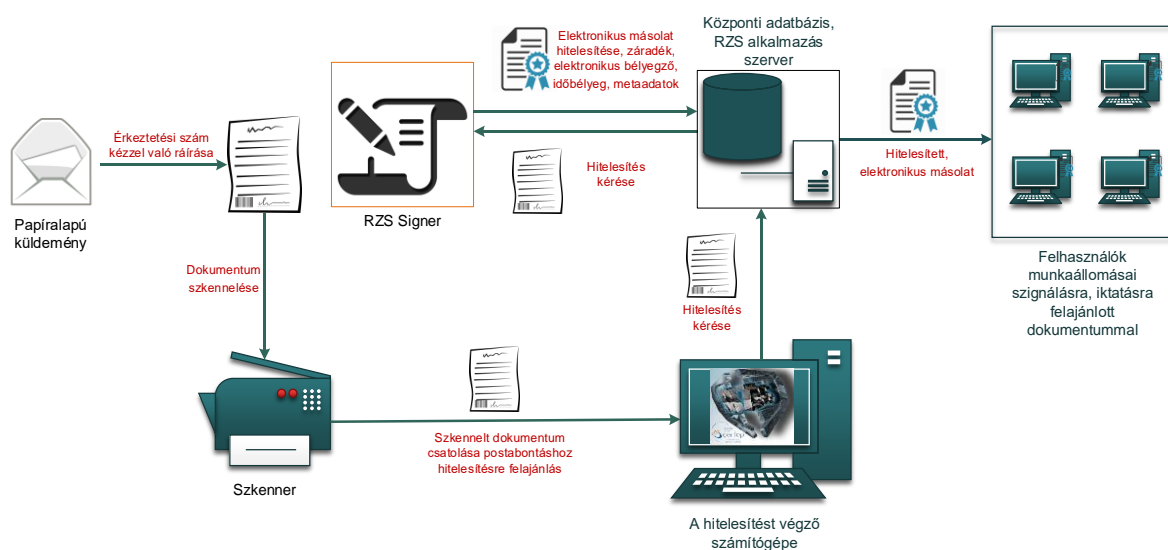 Érkeztetési szám
kézzel való ráírása
Papíralapú
küldemény
Dokumentum
szkennelése
Szkenner
Szkennelt dokumentum
csatolása postabontáshoz
hitelesítésre felajánlás
A hitelesítést végző
számítógépe
Hitelesítés
kérése
RZS Signer
Elektronikus másolat
hitelesítése, záradék,
elektronikus bélyegző,
időbélyeg, metaadatok
Hitelesítés
kérése
Központi adatbázis,
RZS alkalmazás
szerver
Hitelesített,
elektronikus másolat
Felhasználók
munkaállomásai
szignálásra, iktatásra
felajánlott
dokumentummal